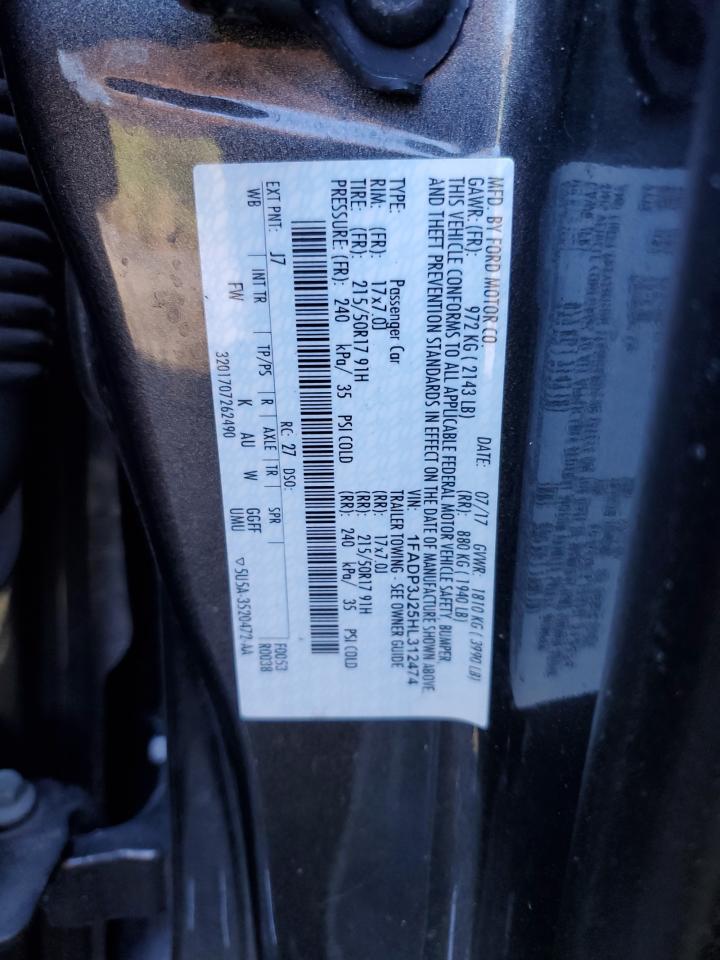 MFD. BY FORD MOTOR CO. DATE: 07/17 GVWR: 1810 KG ( 3990 LB)
GAWR: (FR): 972 KG ( 2143 LB) (RR): 880 KG ( 1940 LB)
THIS VEHICLE CONFORMS TO ALL APPLICABLE FEDERAL MOTOR VEHICLE SAFETY, BUMPER
AND THEFT PREVENTION STANDARDS IN EFFECT ON THE DATE OF MANUFACTURE SHOWN ABOVE.
VIN: 1FADP3J25HL312474
TYPE: Passenger Car TRAILER TOWING - SEE OWNER GUIDE
RIM: (FR): 17x7.0J (RR): 17x7.0J
TIRE: (FR): 215/50R17 91H (RR): 215/50R17 91H
PRESSURE: (FR): 240 kPa/ 35 PSI COLD (RR): 240 kPa/ 35 PSI COLD
EXT PNT: J7 RC: 27 DSO: F0053
WB INT TR TP/PS R AXLE TR SPR R0038
FW K AU W GGFF UMU
3201707262490 ▽5U5A-3520472-AA